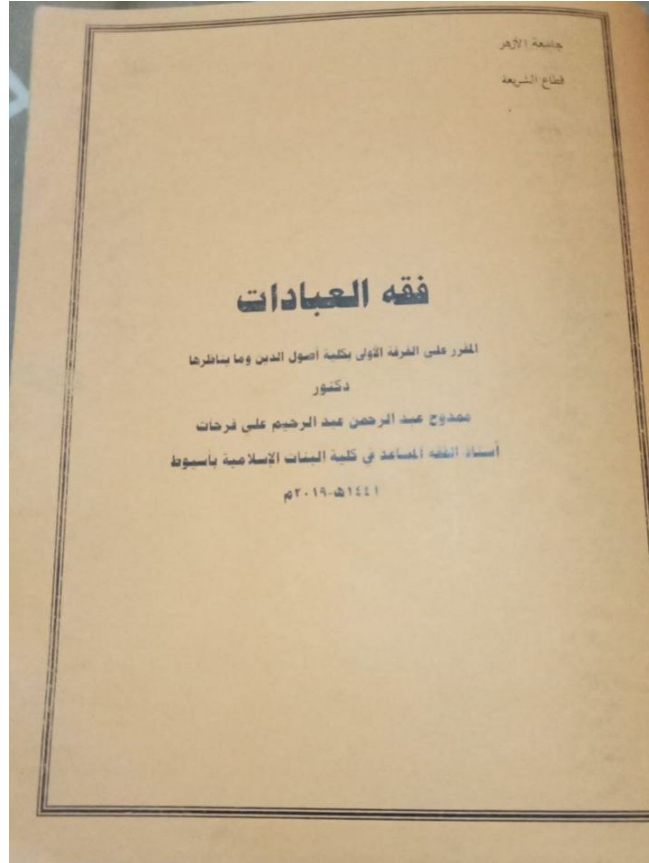 جامعة الأزهر
قطاع الشريعة
فقه العبادات
المقرر على الفرقة الأولى بكلية أصول الدين وما يناظرها
دكتور
ممدوح عبد الرحمن عبد الرحيم علي فرحات
أستاذ الفقه المساعد في كلية البنات الإسلامية بأسيوط
١٤٤١هـ-٢٠١٩م